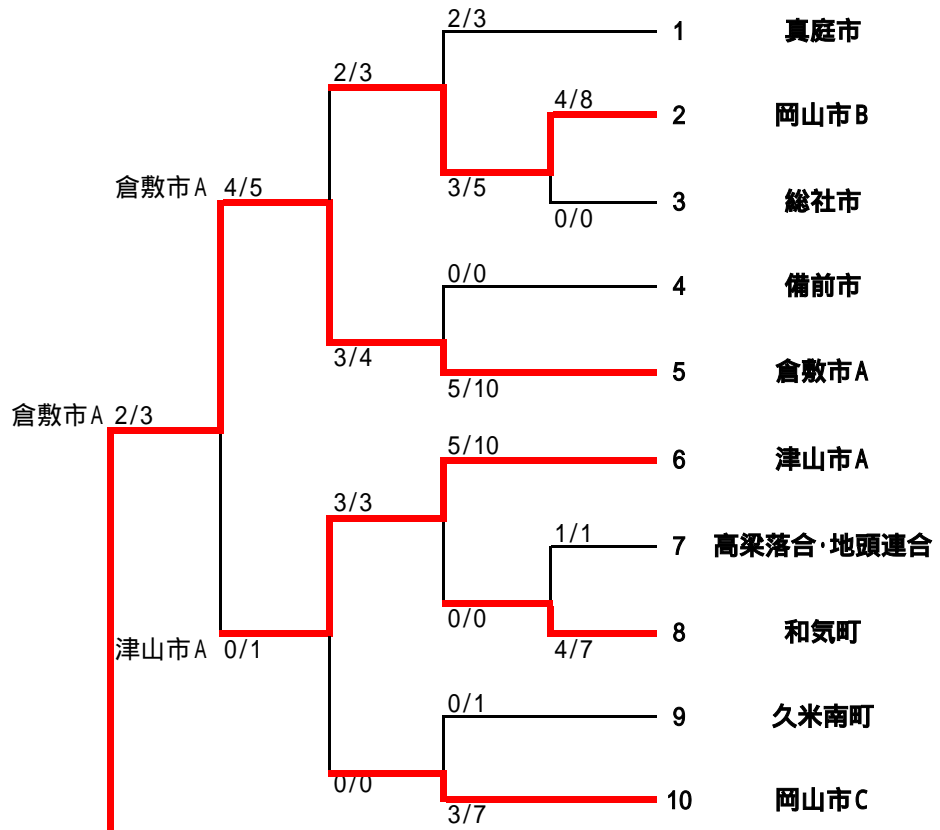 2/3
1 真庭市
2/3
4/8
2 岡山市B
倉敷市A 4/5
3/5
3 総社市
0/0
0/0
4 備前市
3/4
5 倉敷市A
5/10
倉敷市A 2/3
5/10
6 津山市A
3/3
1/1
7 高梁落合・地頭連合
0/0
8 和気町
津山市A 0/1
4/7
0/1
9 久米南町
0/0
10 岡山市C
3/7